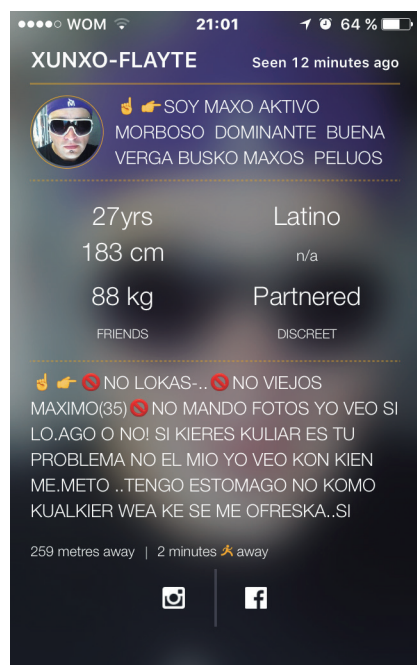 WOM 21:01 64 %
XUNXO-FLAYTE Seen 12 minutes ago
☝️👉SOY MAXO AKTIVO
MORBOSO DOMINANTE BUENA
VERGA BUSKO MAXOS PELUOS
27yrs Latino
183 cm n/a
88 kg Partnered
FRIENDS DISCREET
☝️👉🚫NO LOKAS-..🚫NO VIEJOS
MAXIMO(35)🚫NO MANDO FOTOS YO VEO SI
LO.AGO O NO! SI KIERES KULIAR ES TU
PROBLEMA NO EL MIO YO VEO KON KIEN
ME.METO ..TENGO ESTOMAGO NO KOMO
KUALKIER WEA KE SE ME OFRESKA..SI
259 metres away | 2 minutes 🏃 away